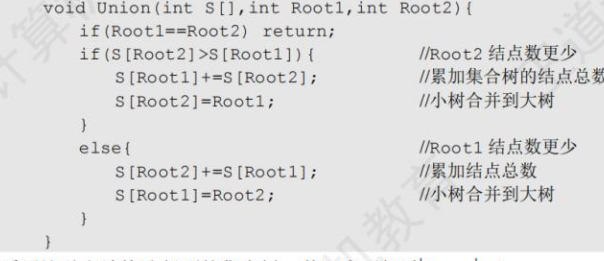 void Union(int S[],int Root1,int Root2){
if(Root1==Root2) return;
if(S[Root2]>S[Root1]){ //Root2 结点数更少
S[Root1]+=S[Root2]; //累加集合树的结点总数
S[Root2]=Root1; //小树合并到大树
}
else{ //Root1 结点数更少
S[Root2]+=S[Root1]; //累加结点总数
S[Root1]=Root2; //小树合并到大树
}
}